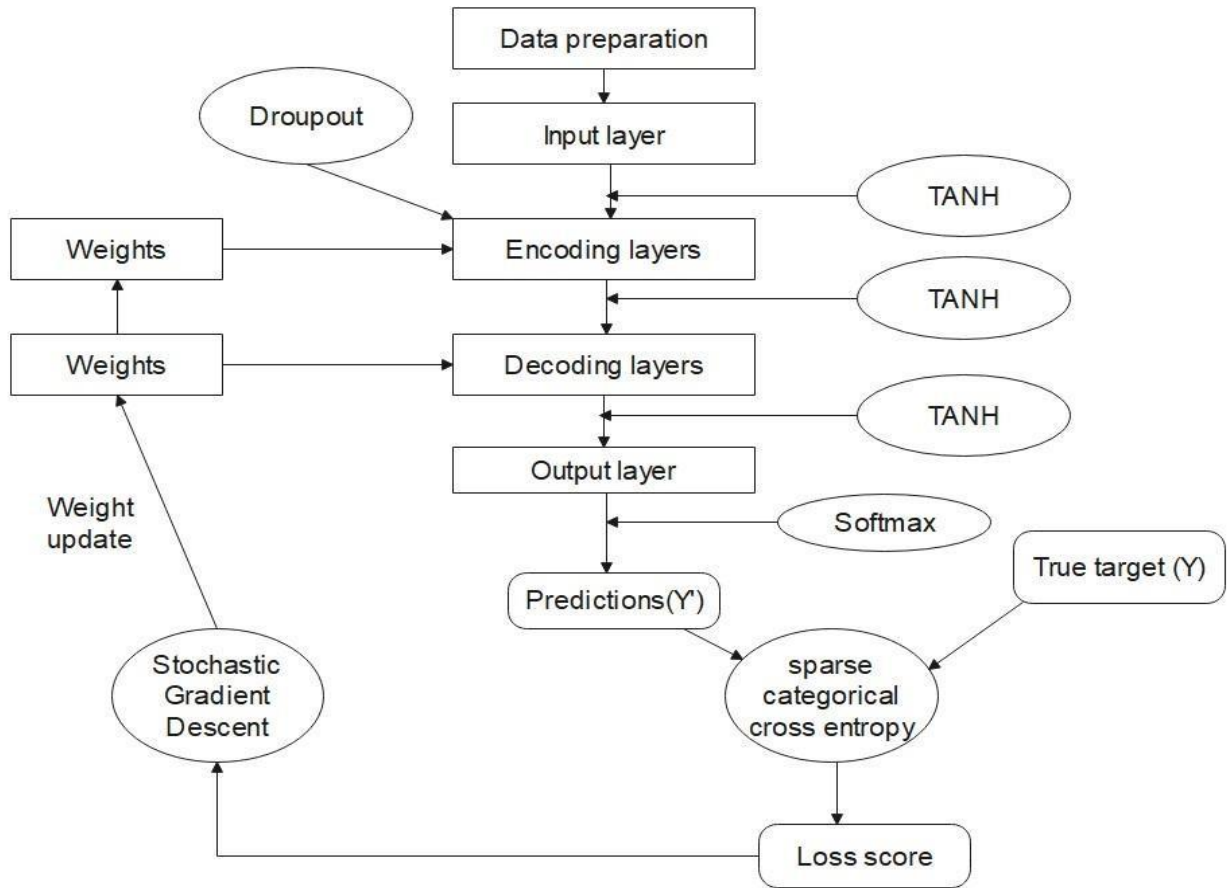 Data preparation
Droupout
Input layer
TANH
Weights
Encoding layers
TANH
Weights
Decoding layers
TANH
Output layer
Weight
update
Softmax
True target (Y)
Predictions(Y')
Stochastic
Gradient
Descent
sparse
categorical
cross entropy
Loss score